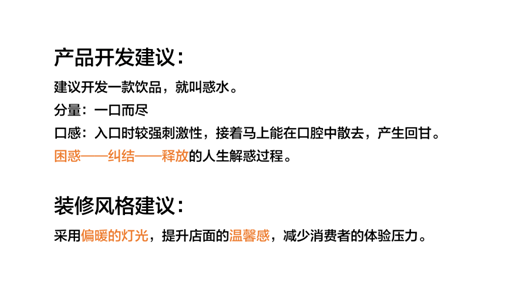 产品开发建议：
建议开发一款饮品，就叫惑水。
分量：一口而尽
口感：入口时较强刺激性，接着马上能在口腔中散去，产生回甘。
困惑——纠结——释放的人生解惑过程。
装修风格建议：
采用偏暖的灯光，提升店面的温馨感，减少消费者的体验压力。